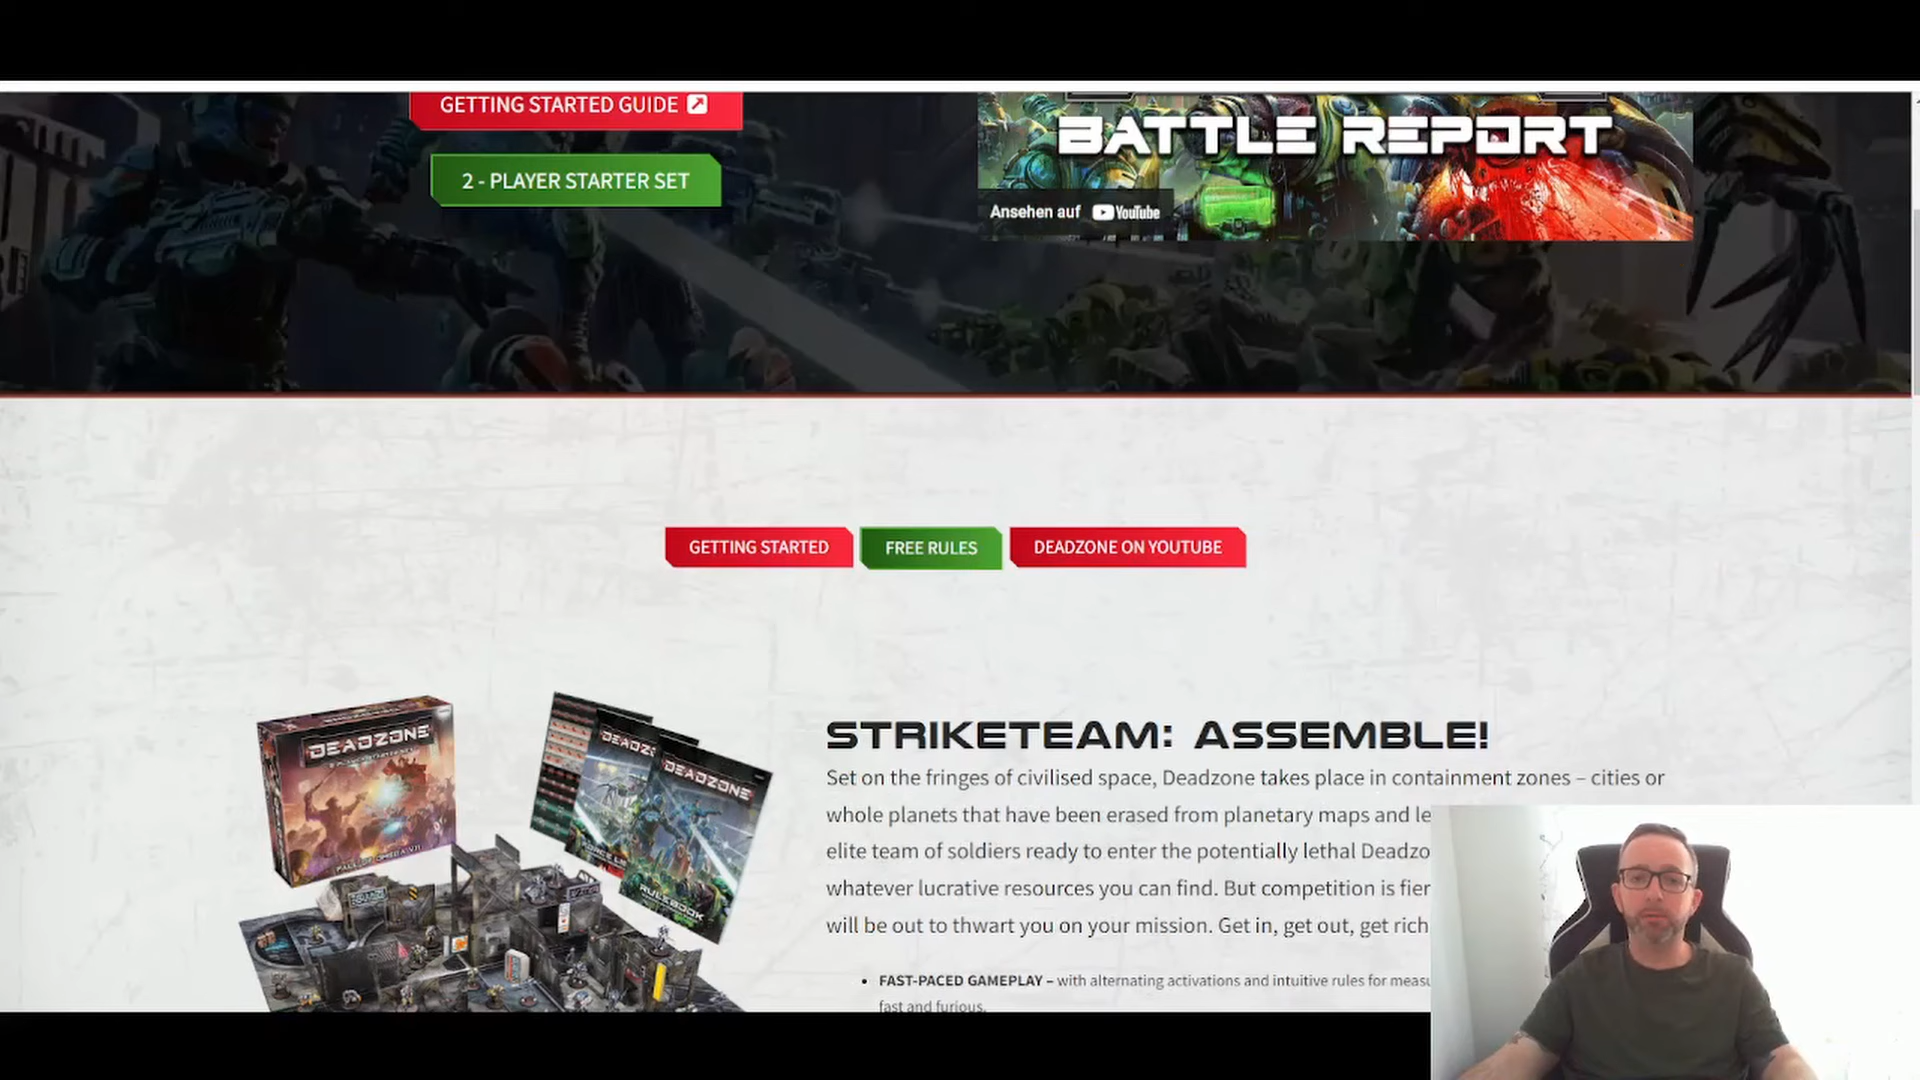 GETTING STARTED GUIDE
2 - PLAYER STARTER SET
BATTLE REPORT
Ansehen auf YouTube
GETTING STARTED
FREE RULES
DEADZONE ON YOUTUBE
DEADZONE
DEADZONE
DEADZONE
RULEBOOK
STRIKETEAM: ASSEMBLE!
Set on the fringes of civilised space, Deadzone takes place in containment zones – cities or
whole planets that have been erased from planetary maps and le
elite team of soldiers ready to enter the potentially lethal Deadzo
whatever lucrative resources you can find. But competition is fier
will be out to thwart you on your mission. Get in, get out, get rich
• FAST-PACED GAMEPLAY – with alternating activations and intuitive rules for meas
fast and furious.